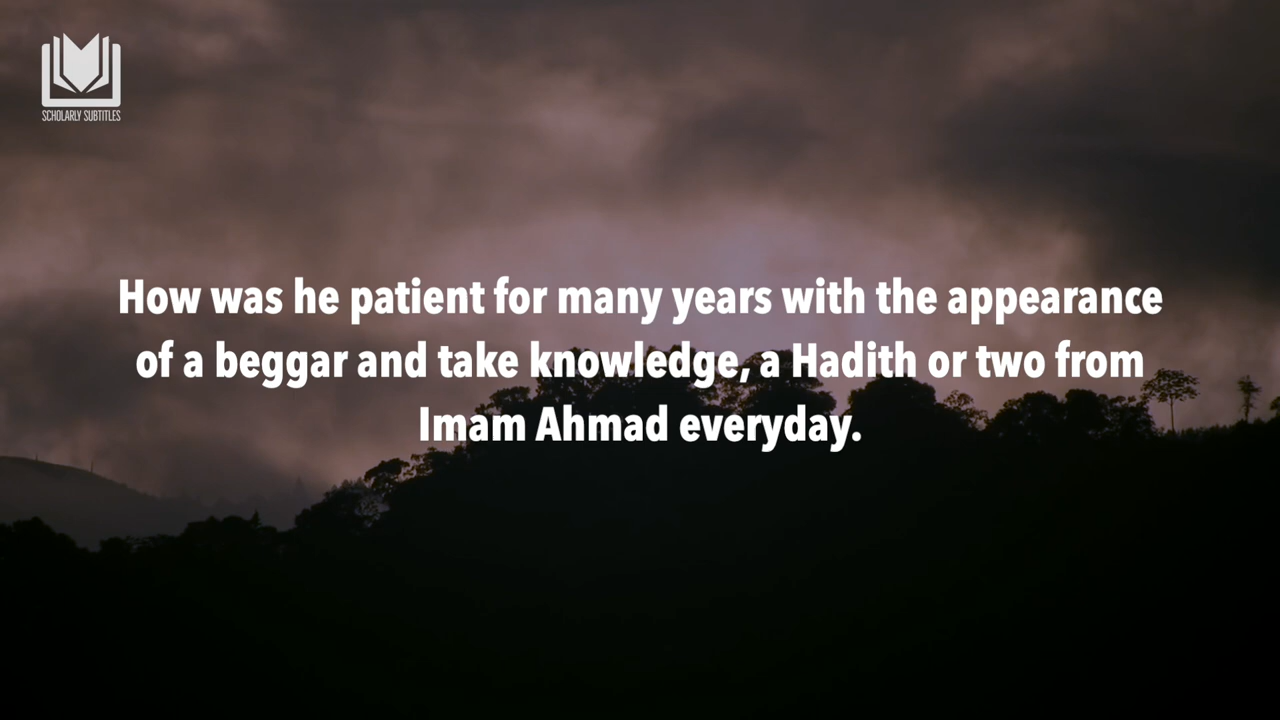 SCHOLARLY SUBTITLES
How was he patient for many years with the appearance
of a beggar and take knowledge, a Hadith or two from
Imam Ahmad everyday.